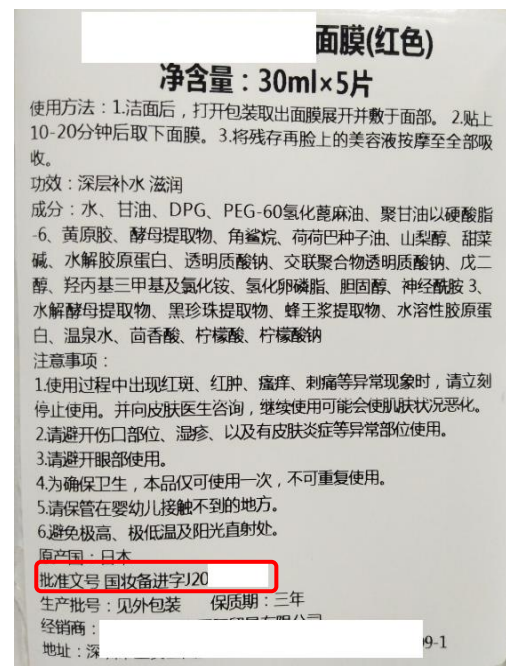 面膜(红色)
净含量：30ml×5片
使用方法：1.洁面后，打开包装取出面膜展开并敷于面部。 2.贴上
10-20分钟后取下面膜。3.将残存再脸上的美容液按摩至全部吸
收。
功效：深层补水 滋润
成分：水、甘油、DPG、PEG-60氢化蓖麻油、聚甘油以硬酸脂
-6、黄原胶、酵母提取物、角鲨烷、荷荷巴种子油、山梨醇、甜菜
碱、水解胶原蛋白、透明质酸钠、交联聚合物透明质酸钠、戊二
醇、羟丙基三甲基及氯化铵、氢化卵磷脂、胆固醇、神经酰胺 3、
水解酵母提取物、黑珍珠提取物、蜂王浆提取物、水溶性胶原蛋
白、温泉水、茴香酸、柠檬酸、柠檬酸钠
注意事项：
1.使用过程中出现红斑、红肿、瘙痒、刺痛等异常现象时，请立刻
停止使用。并向皮肤医生咨询，继续使用可能会使肌肤状况恶化。
2.请避开伤口部位、湿疹、以及有皮肤炎症等异常部位使用。
3.请避开眼部使用。
4.为确保卫生，本品仅可使用一次，不可重复使用。
5.请保管在婴幼儿接触不到的地方。
6.避免极高、极低温及阳光直射处。
原产国：日本
批准文号 国妆备进字J20
生产批号：见外包装 保质期：三年
经销商：
地址：深 9-1